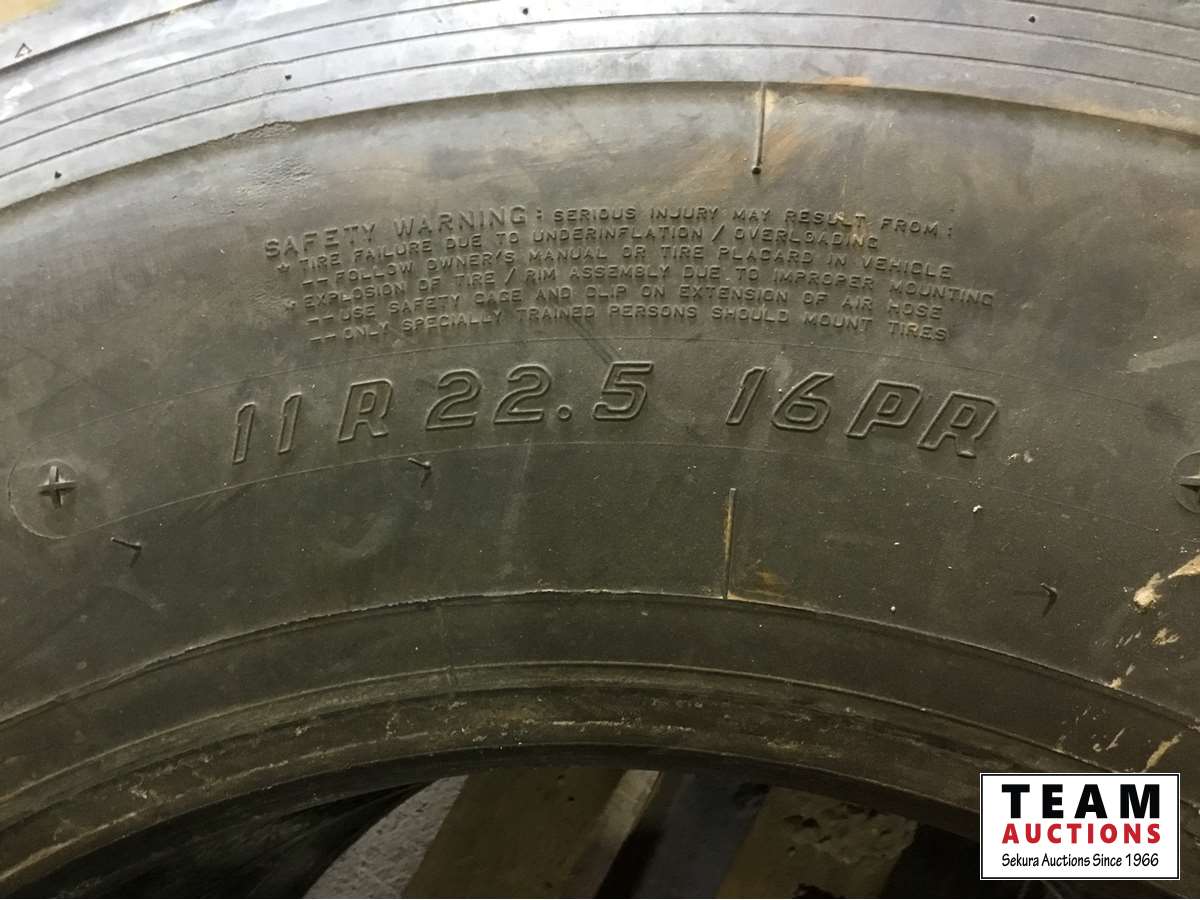 SAFETY WARNING : SERIOUS INJURY MAY RESULT FROM :
* TIRE FAILURE DUE TO UNDERINFLATION / OVERLOADING
-- FOLLOW OWNER'S MANUAL OR TIRE PLACARD IN VEHICLE
* EXPLOSION OF TIRE / RIM ASSEMBLY DUE TO IMPROPER MOUNTING
-- USE SAFETY CAGE AND CLIP ON EXTENSION OF AIR HOSE
-- ONLY SPECIALLY TRAINED PERSONS SHOULD MOUNT TIRES
11 R 22.5 16PR
TEAM
AUCTIONS
Sekura Auctions Since 1966